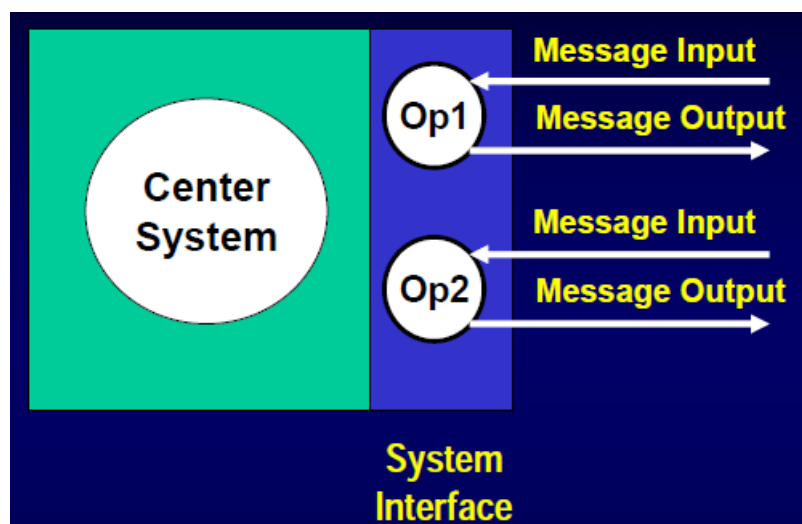 Center
System
Op1
Message Input
Message Output
Op2
Message Input
Message Output
System
Interface